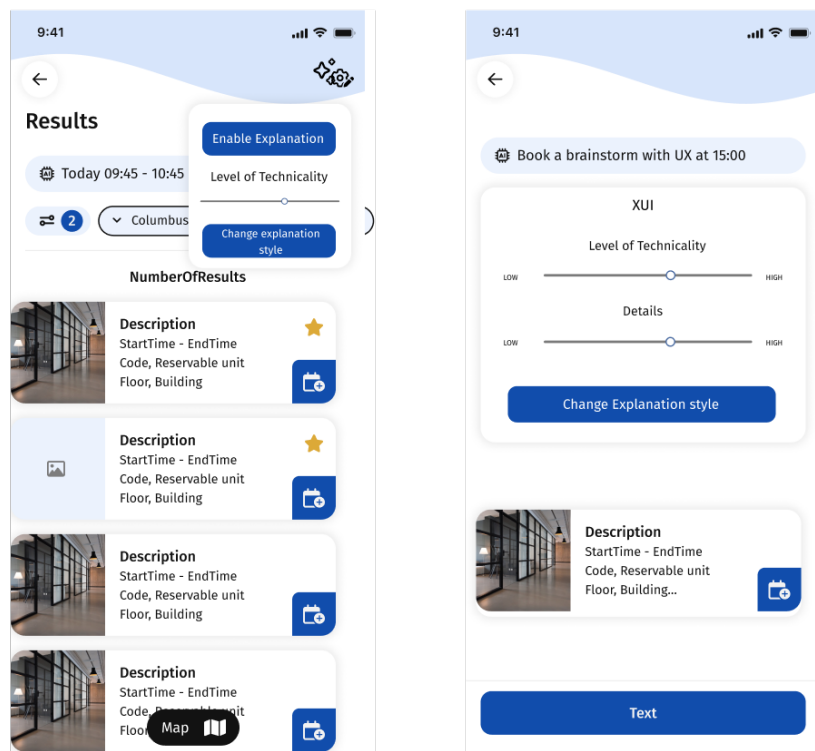 9:41
Results
Enable Explanation
Level of Technicality
Change explanation
style
AI Today 09:45 - 10:45
2 Columbus
NumberOfResults
Description
StartTime - EndTime
Code, Reservable unit
Floor, Building
Description
StartTime - EndTime
Code, Reservable unit
Floor, Building
Description
StartTime - EndTime
Code, Reservable unit
Floor, Building
Description
StartTime - EndTime
Map
9:41
AI Book a brainstorm with UX at 15:00
XUI
Level of Technicality
LOW HIGH
Details
LOW HIGH
Change Explanation style
Description
StartTime - EndTime
Code, Reservable unit
Floor, Building...
Text